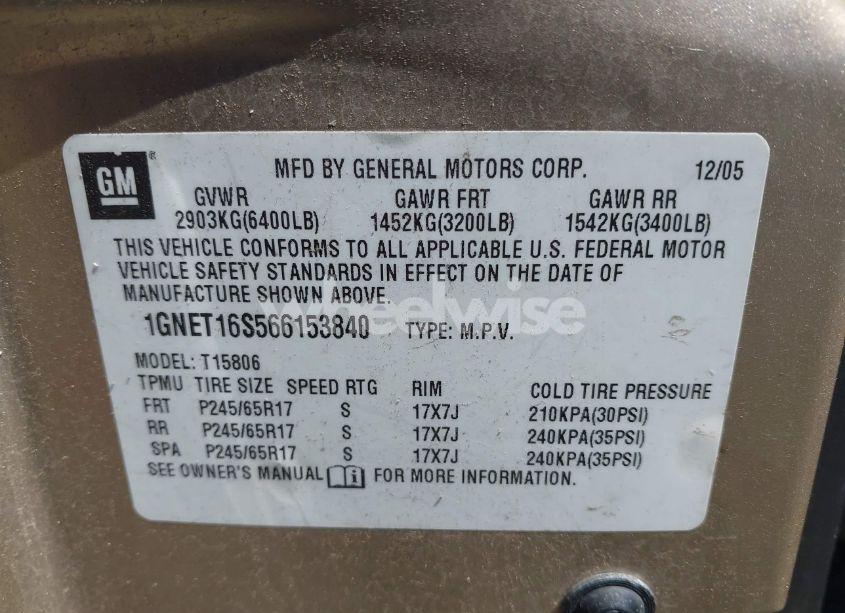 GM
MFD BY GENERAL MOTORS CORP. 12/05
GVWR GAWR FRT GAWR RR
2903KG(6400LB) 1452KG(3200LB) 1542KG(3400LB)
THIS VEHICLE CONFORMS TO ALL APPLICABLE U.S. FEDERAL MOTOR
VEHICLE SAFETY STANDARDS IN EFFECT ON THE DATE OF
MANUFACTURE SHOWN ABOVE.
1GNET16S566153840 TYPE: M.P.V.
MODEL: T15806
TPMU TIRE SIZE SPEED RTG RIM COLD TIRE PRESSURE
FRT P245/65R17 S 17X7J 210KPA(30PSI)
RR P245/65R17 S 17X7J 240KPA(35PSI)
SPA P245/65R17 S 17X7J 240KPA(35PSI)
SEE OWNER'S MANUAL i FOR MORE INFORMATION.
wheelwise